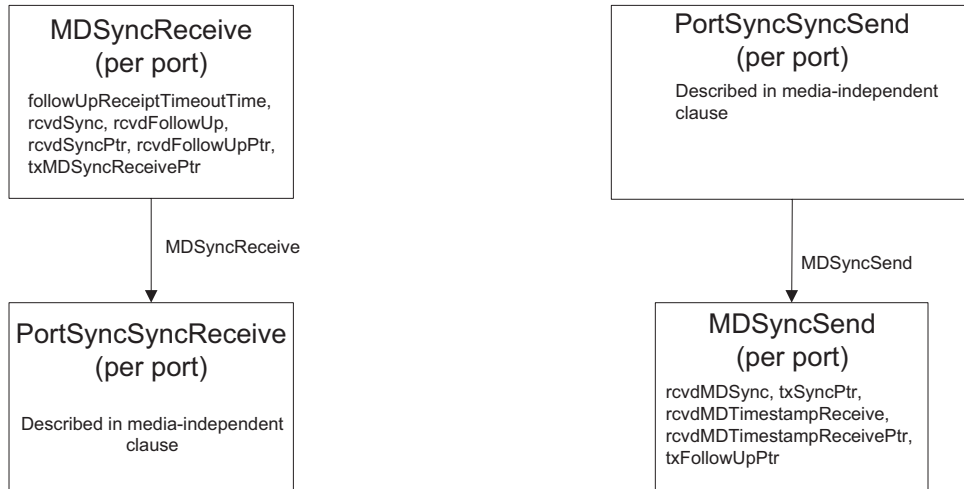 MDSyncReceive
(per port)
followUpReceiptTimeoutTime,
rcvdSync, rcvdFollowUp,
rcvdSyncPtr, rcvdFollowUpPtr,
txMDSyncReceivePtr
MDSyncReceive
PortSyncSyncReceive
(per port)
Described in media-independent
clause
PortSyncSyncSend
(per port)
Described in media-independent
clause
MDSyncSend
MDSyncSend
(per port)
rcvdMDSync, txSyncPtr,
rcvdMDTimestampReceive,
rcvdMDTimestampReceivePtr,
txFollowUpPtr